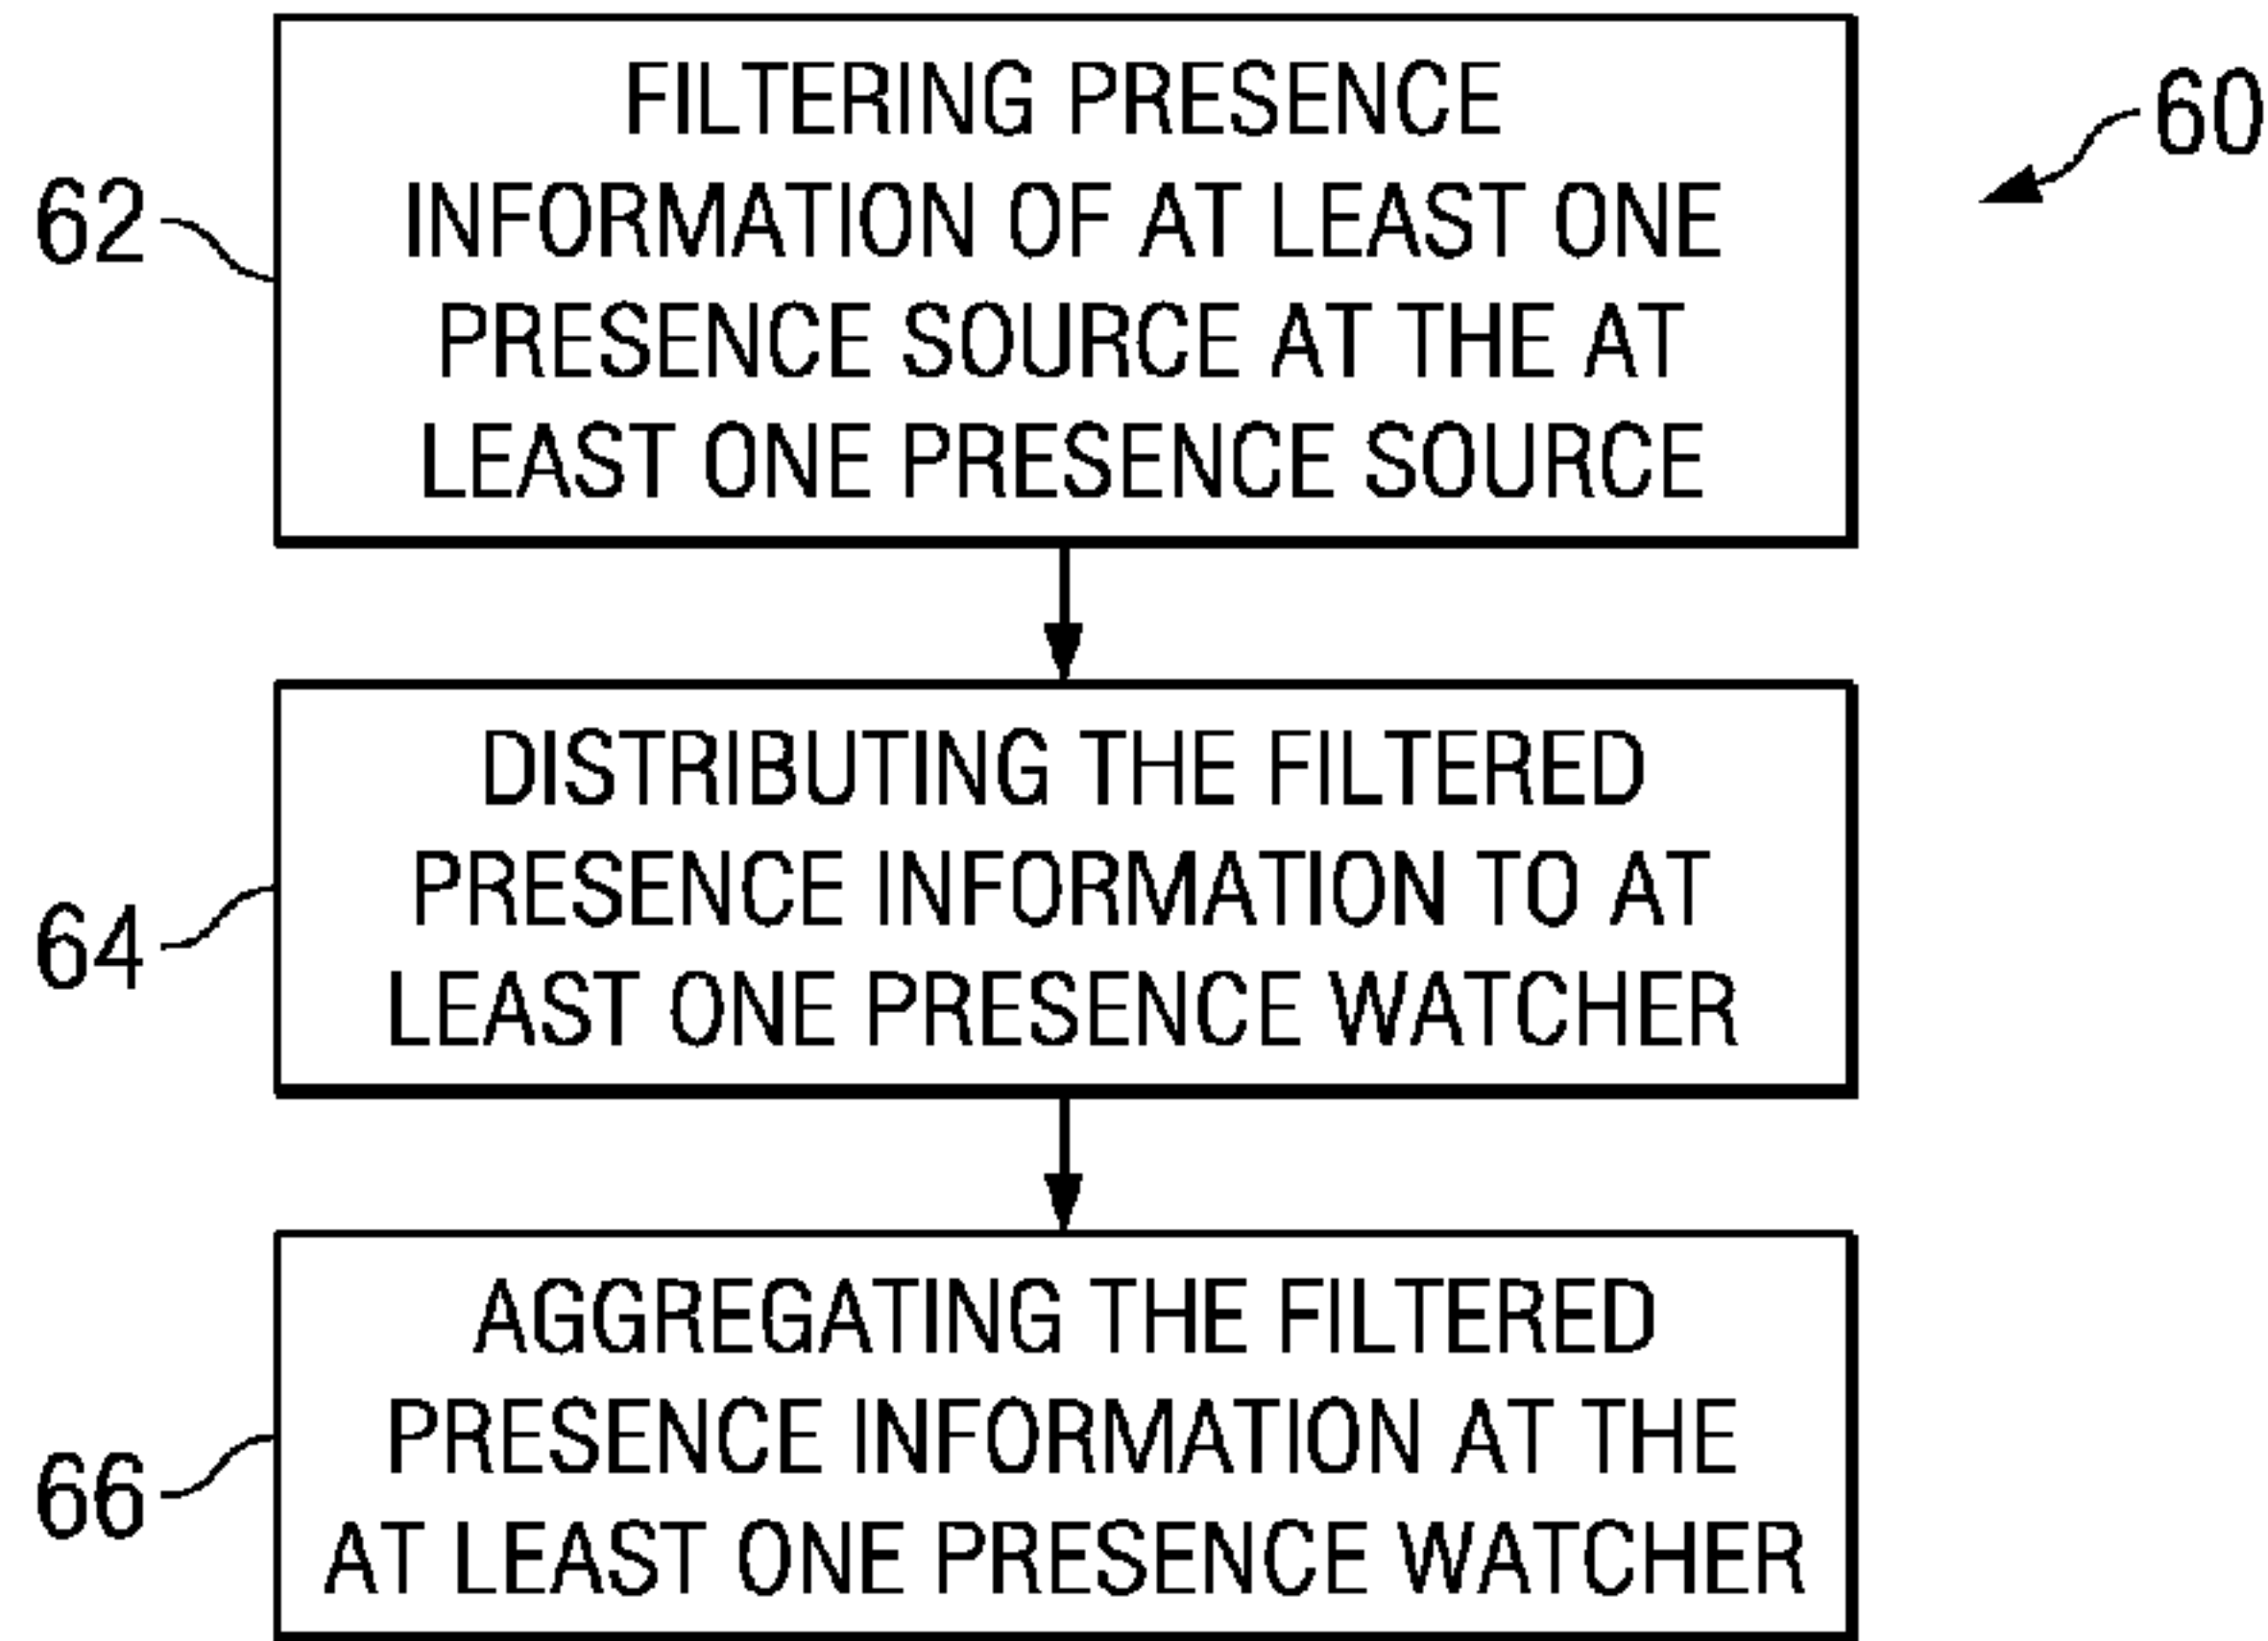 60
62
FILTERING PRESENCE
INFORMATION OF AT LEAST ONE
PRESENCE SOURCE AT THE AT
LEAST ONE PRESENCE SOURCE
64
DISTRIBUTING THE FILTERED
PRESENCE INFORMATION TO AT
LEAST ONE PRESENCE WATCHER
66
AGGREGATING THE FILTERED
PRESENCE INFORMATION AT THE
AT LEAST ONE PRESENCE WATCHER